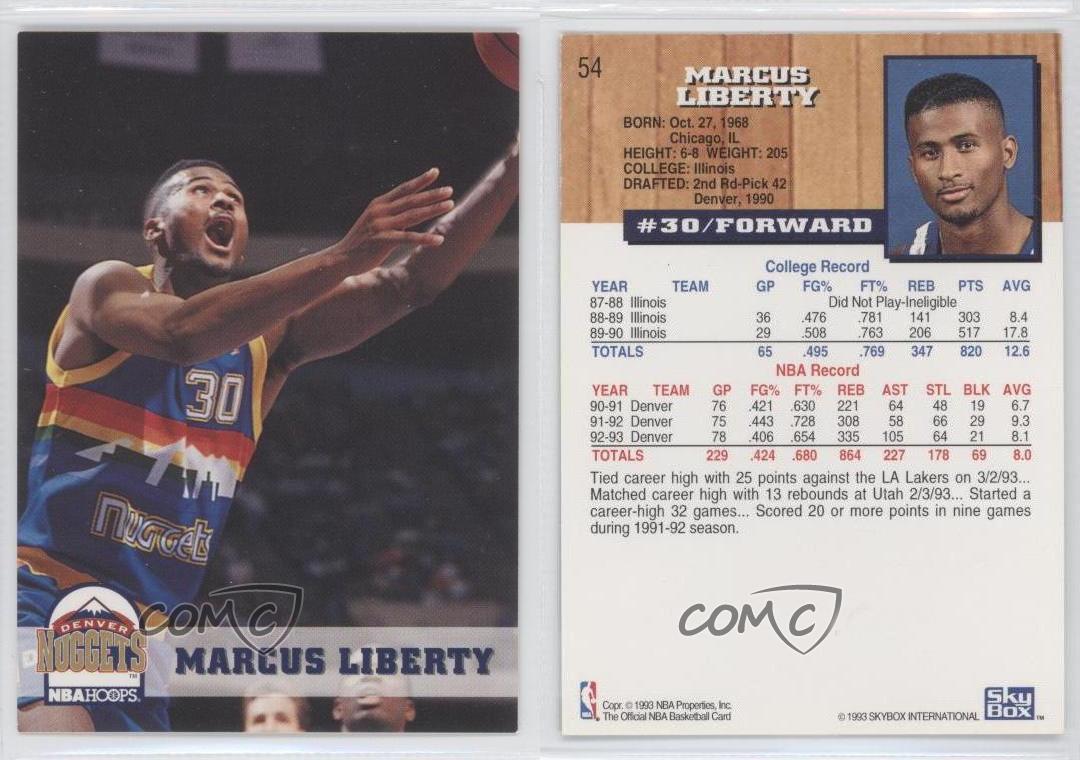 30
Nuggets
DENVER
NUGGETS
TM
NBA HOOPS®
MARCUS LIBERTY
COMC
54
MARCUS
LIBERTY
BORN: Oct. 27, 1968
Chicago, IL
HEIGHT: 6-8 WEIGHT: 205
COLLEGE: Illinois
DRAFTED: 2nd Rd-Pick 42
Denver, 1990
#30/FORWARD
College Record
YEAR TEAM GP FG% FT% REB PTS AVG
87-88 Illinois Did Not Play-Ineligible
88-89 Illinois 36 .476 .781 141 303 8.4
89-90 Illinois 29 .508 .763 206 517 17.8
TOTALS 65 .495 .769 347 820 12.6
NBA Record
YEAR TEAM GP FG% FT% REB AST STL BLK AVG
90-91 Denver 76 .421 .630 221 64 48 19 6.7
91-92 Denver 75 .443 .728 308 58 66 29 9.3
92-93 Denver 78 .406 .654 335 105 64 21 8.1
TOTALS 229 .424 .680 864 227 178 69 8.0
Tied career high with 25 points against the LA Lakers on 3/2/93...
Matched career high with 13 rebounds at Utah 2/3/93... Started a
career-high 32 games... Scored 20 or more points in nine games
during 1991-92 season.
COMC
Copr. © 1993 NBA Properties, Inc.
The Official NBA Basketball Card
© 1993 SKYBOX INTERNATIONAL
Sky
Box TM